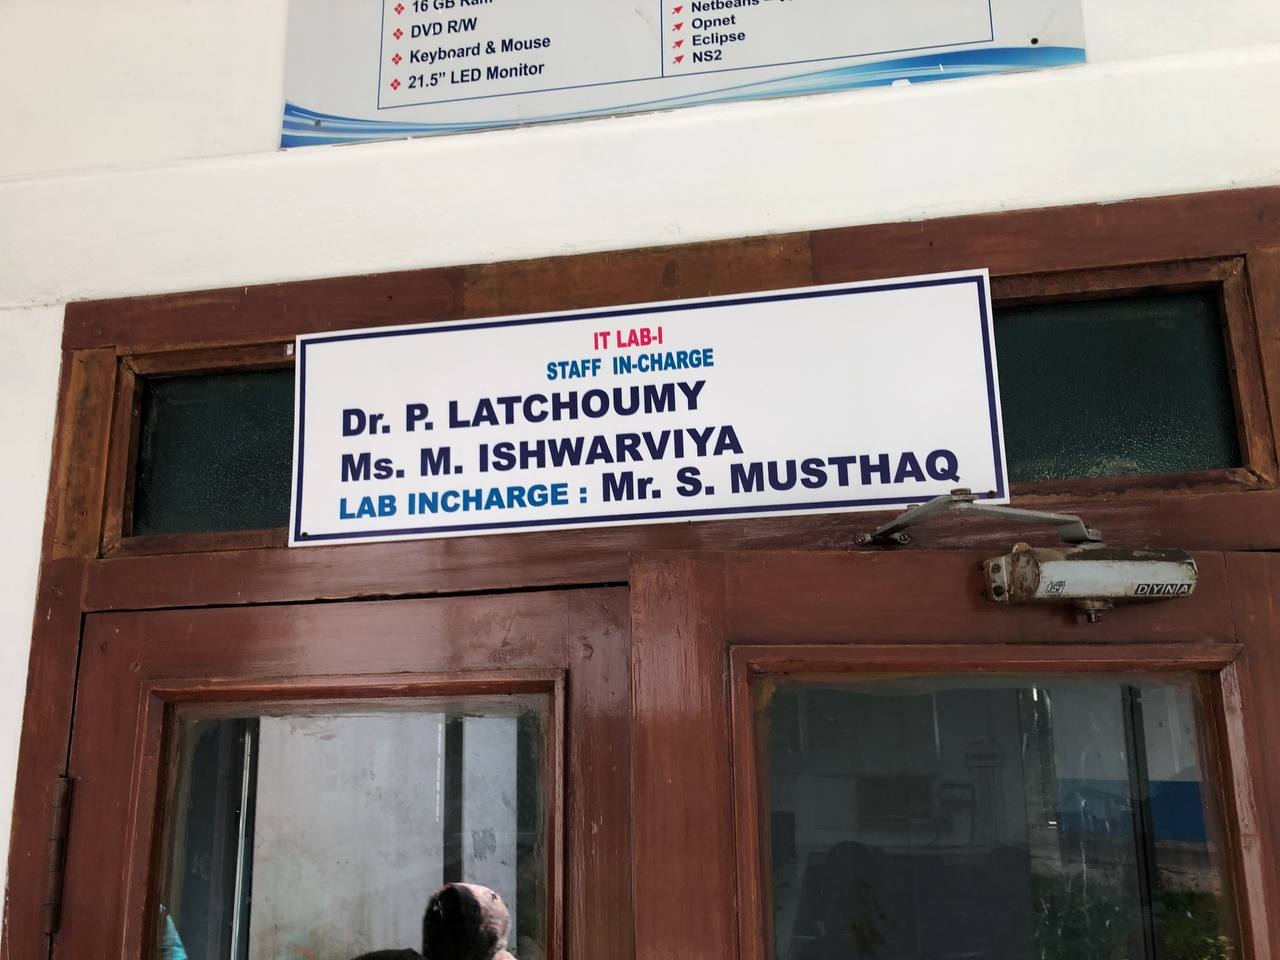 16 GB Ram
DVD R/W
Keyboard & Mouse
21.5” LED Monitor
Netbeans
Opnet
Eclipse
NS2
IT LAB-I
STAFF IN-CHARGE
Dr. P. LATCHOUMY
Ms. M. ISHWARVIYA
LAB INCHARGE : Mr. S. MUSTHAQ
DYNA